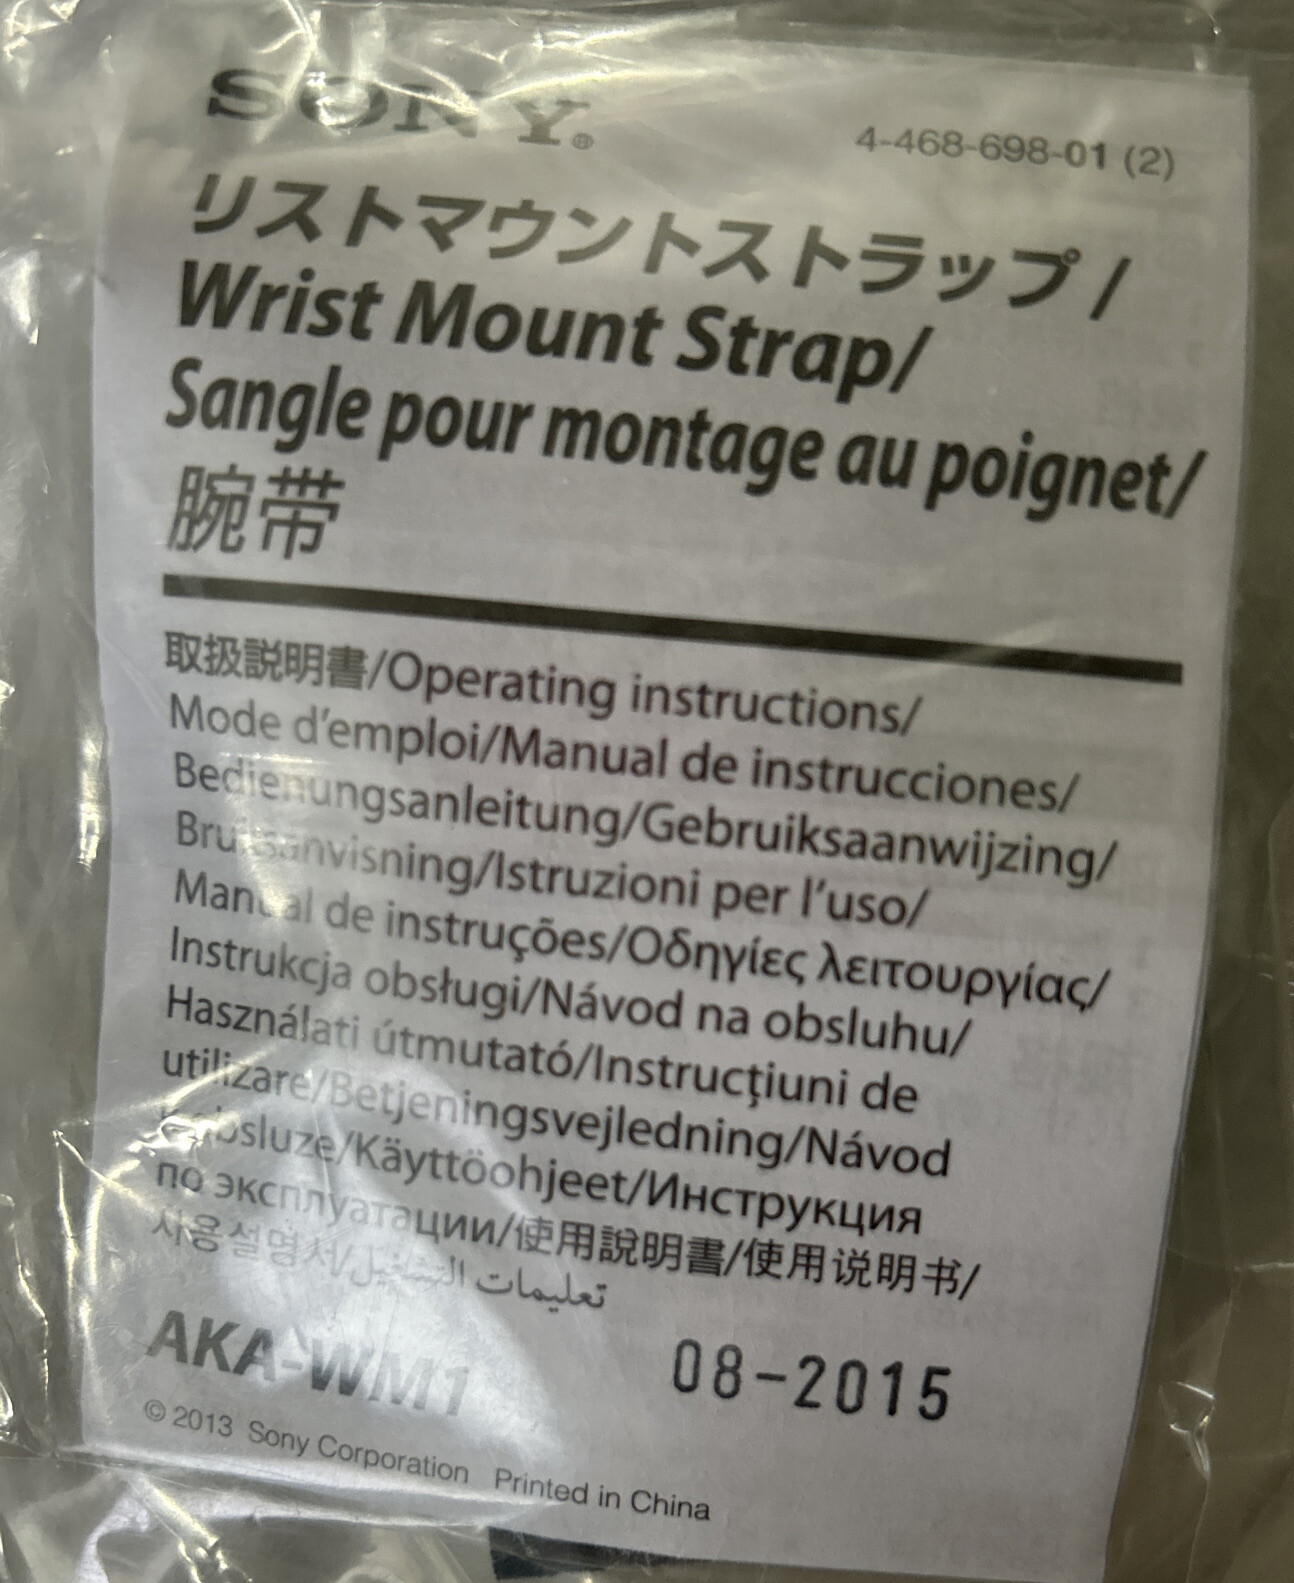 SONY®
4-468-698-01 (2)
リストマウントストラップ/
Wrist Mount Strap/
Sangle pour montage au poignet/
腕带
取扱説明書/Operating instructions/
Mode d'emploi/Manual de instrucciones/
Bedienungsanleitung/Gebruiksaanwijzing/
Bruksanvisning/Istruzioni per l'uso/
Manual de instruções/Οδηγίες λειτουργίας/
Instrukcja obsługi/Návod na obsluhu/
Használati útmutató/Instrucţiuni de
utilizare/Betjeningsvejledning/Návod
k obsluze/Käyttöohjeet/Инструкция
по эксплуатации/使用說明書/使用说明书/
사용설명서/تعليمات التشغيل
AKA-WM1
08-2015
© 2013 Sony Corporation Printed in China